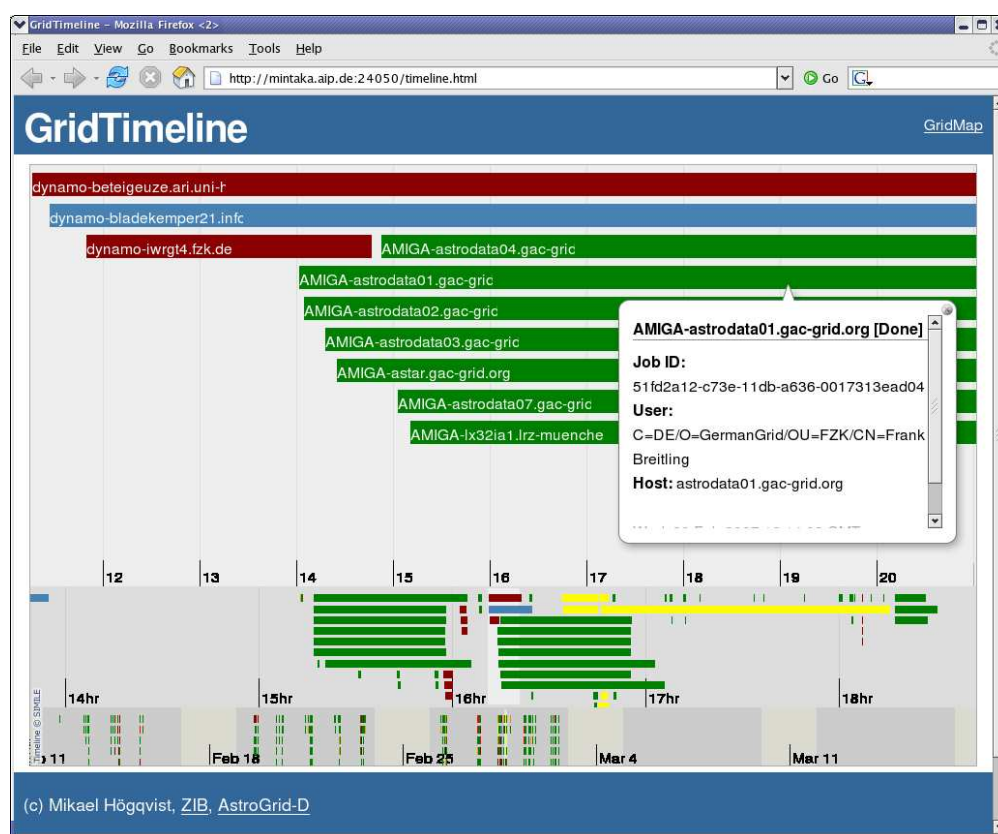 GridTimeline - Mozilla Firefox <2>
File Edit View Go Bookmarks Tools Help
http://mintaka.aip.de:24050/timeline.html Go G
GridTimeline
GridMap
dynamo-beteigeuze.ari.uni-h
dynamo-bladekemper21.info
dynamo-iwrgt4.fzk.de
AMIGA-astrodata04.gac-gric
AMIGA-astrodata01.gac-gric
AMIGA-astrodata02.gac-gric
AMIGA-astrodata03.gac-gric
AMIGA-astar.gac-grid.org
AMIGA-astrodata07.gac-gric
AMIGA-lx32ia1.lrz-muenche
AMIGA-astrodata01.gac-grid.org [Done]
Job ID:
51fd2a12-c73e-11db-a636-0017313ead04
User:
C=DE/O=GermanGrid/OU=FZK/CN=Frank
Breitling
Host: astrodata01.gac-grid.org
12 13 14 15 16 17 18 19 20
14hr 15hr 16hr 17hr 18hr
Timeline © SIMILE
11 Feb 18 Feb 25 Mar 4 Mar 11
(c) Mikael Högqvist, ZIB, AstroGrid-D